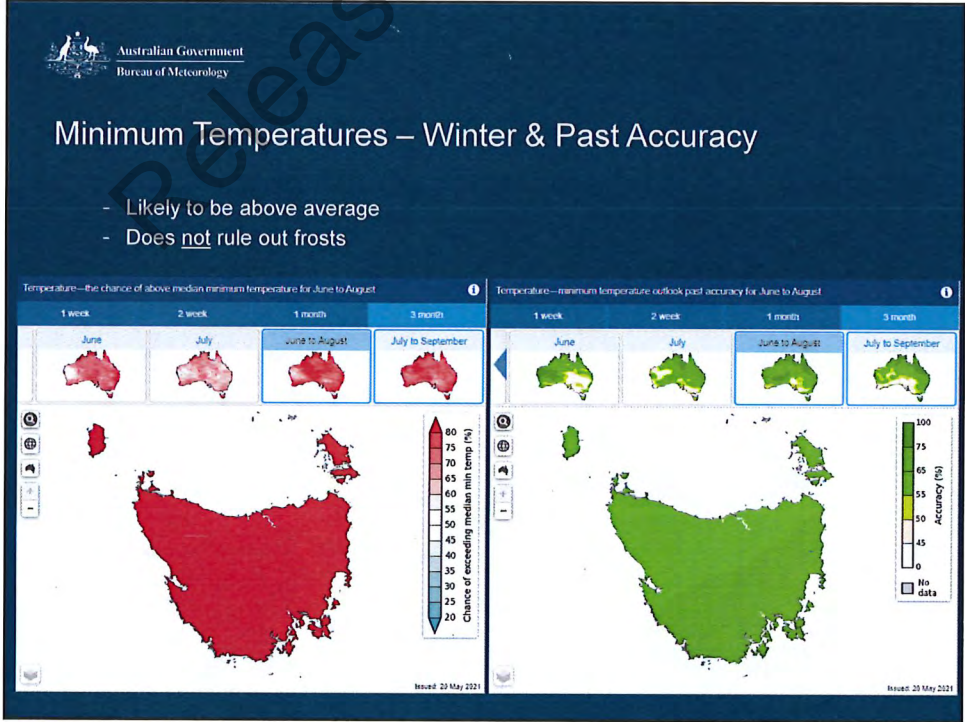 Australian Government
Bureau of Meteorology
Releas
Minimum Temperatures – Winter & Past Accuracy
- Likely to be above average
- Does not rule out frosts
Temperature—the chance of above median minimum temperature for June to August
1 week
2 week
1 month
3 month
June
July
June to August
July to September
80
75
70
65
60
55
50
45
40
35
30
25
20
Chance of exceeding median min temp (%)
Issued: 20 May 2021
Temperature—minimum temperature outlook past accuracy for June to August
1 week
2 week
1 month
3 month
June
July
June to August
July to September
100
75
65
55
50
45
0
Accuracy (%)
No
data
Issued: 20 May 2021